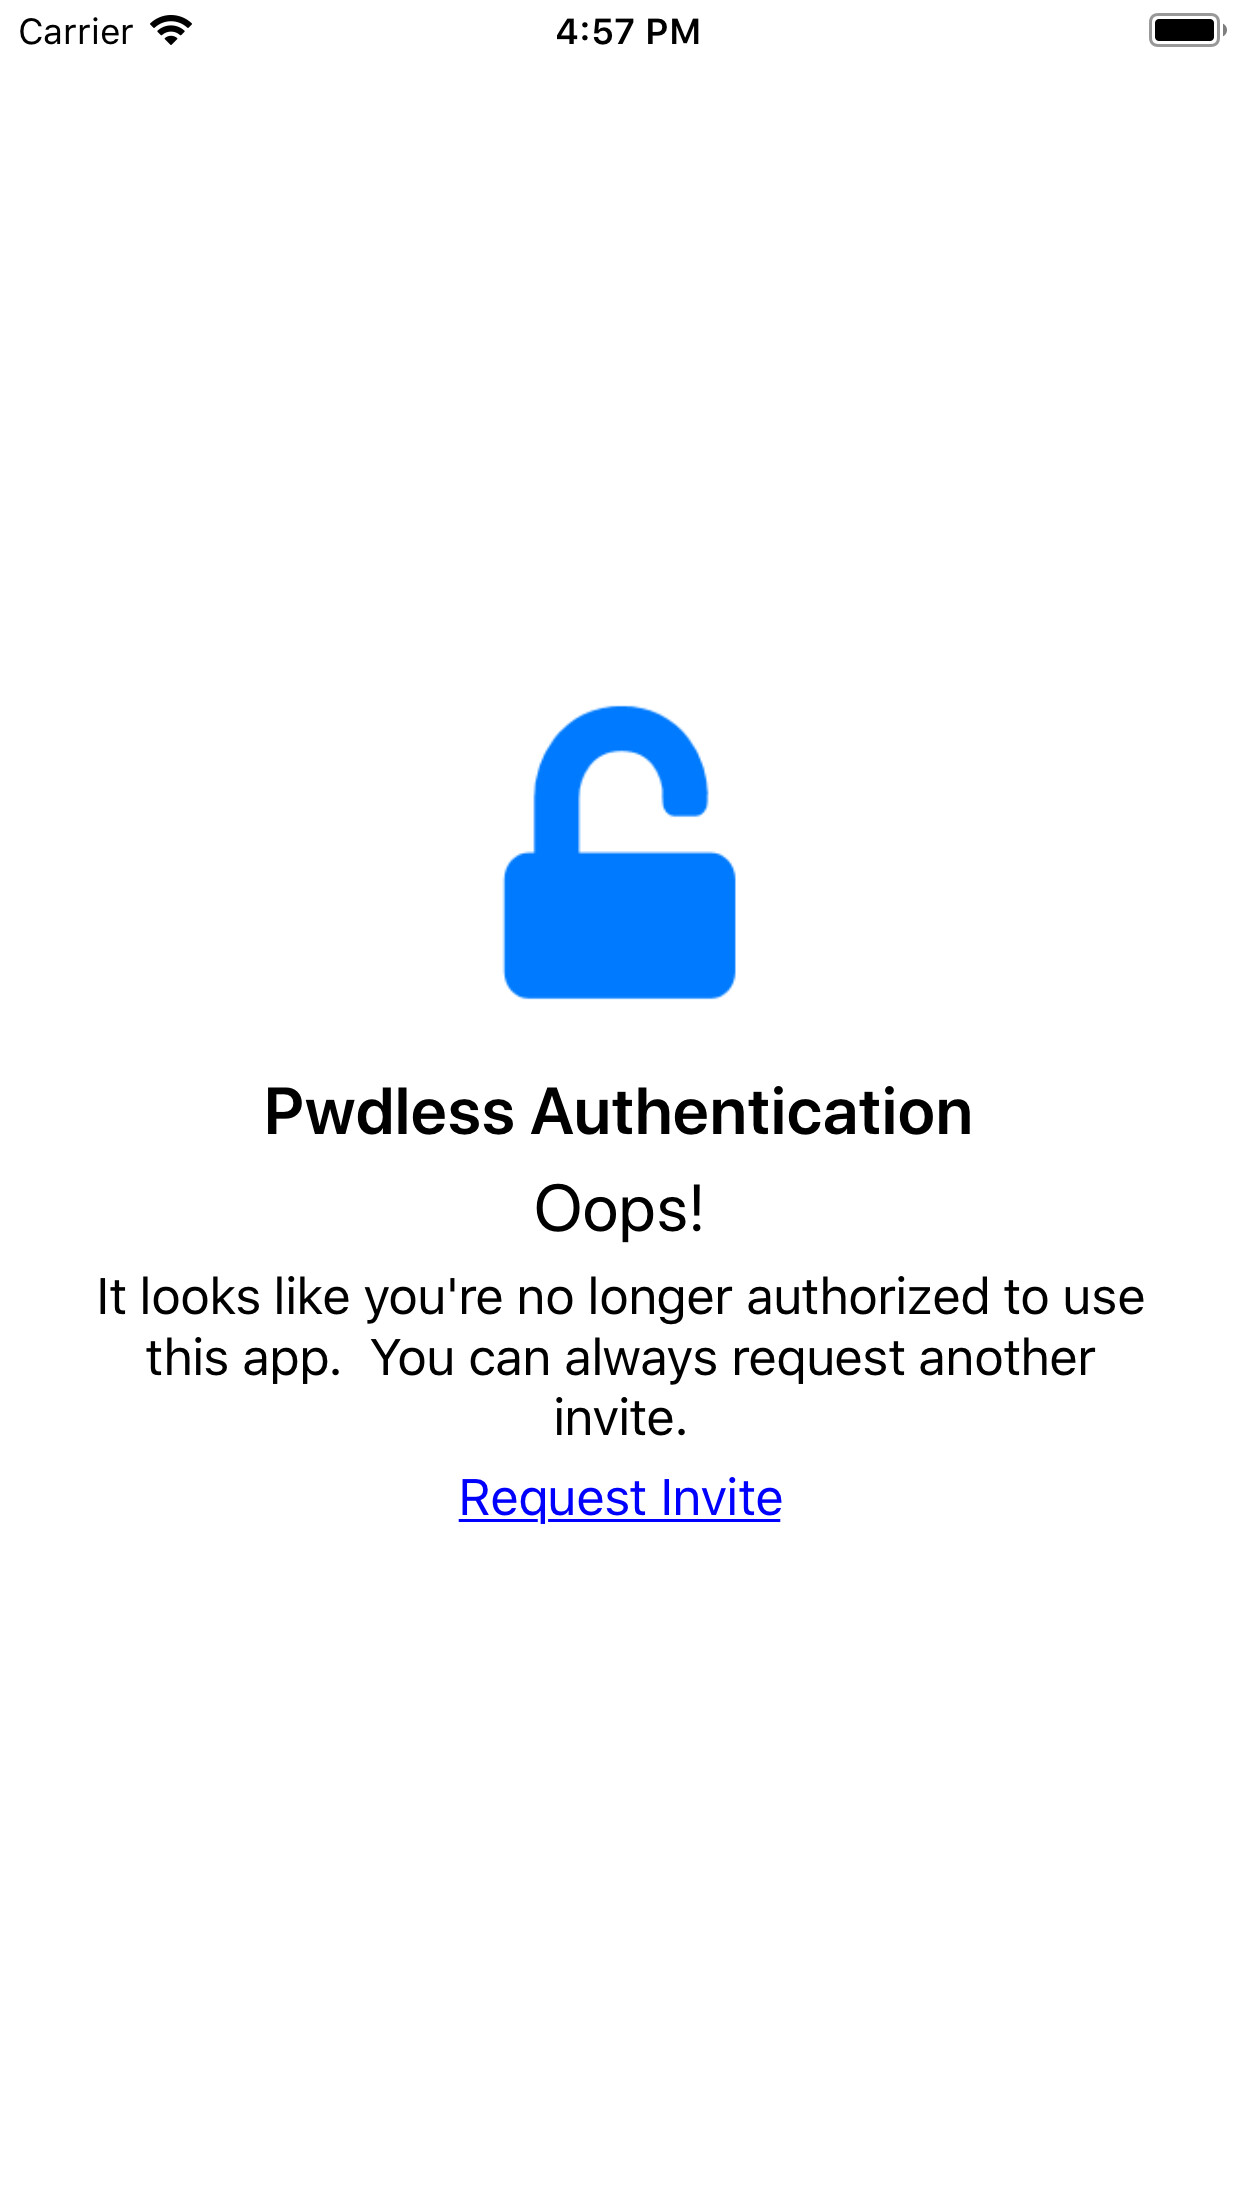 Carrier 4:57 PM
Pwdless Authentication
Oops!
It looks like you're no longer authorized to use
this app.  You can always request another
invite.
Request Invite